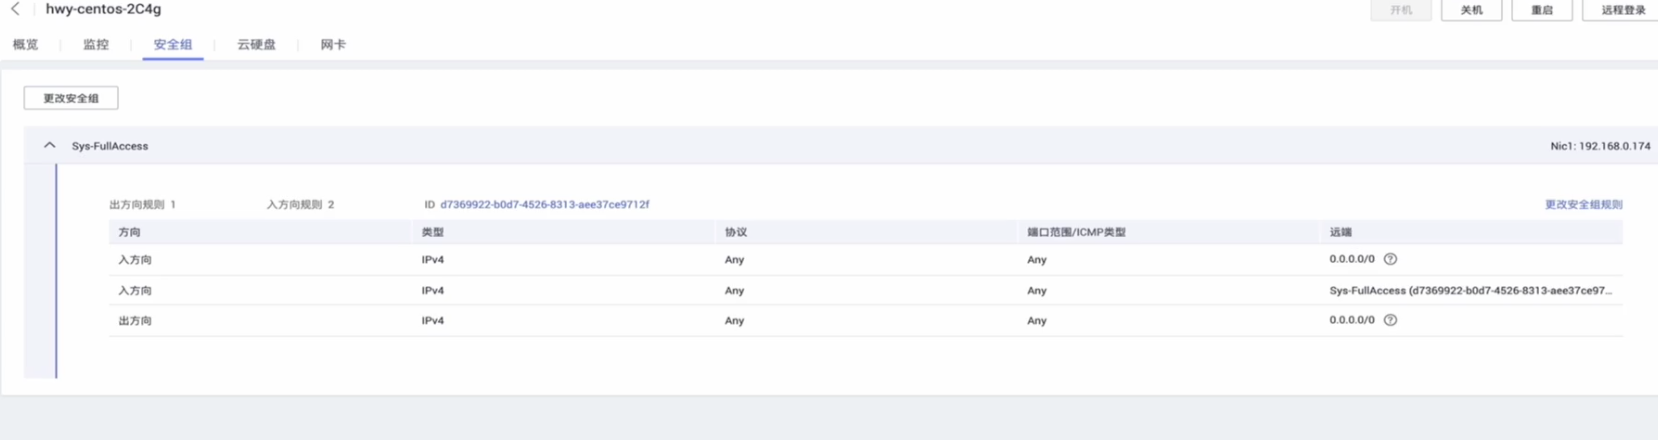 hwy-centos-2C4g 开机 关机 重启 远程登录
概览 监控 安全组 云硬盘 网卡
更改安全组
Sys-FullAccess Nic1: 192.168.0.174
出方向规则 1 入方向规则 2 ID d7369922-b0d7-4526-8313-aee37ce9712f 更改安全组规则
方向 类型 协议 端口范围/ICMP类型 远端
入方向 IPv4 Any Any 0.0.0.0/0
入方向 IPv4 Any Any Sys-FullAccess (d7369922-b0d7-4526-8313-aee37ce97...
出方向 IPv4 Any Any 0.0.0.0/0